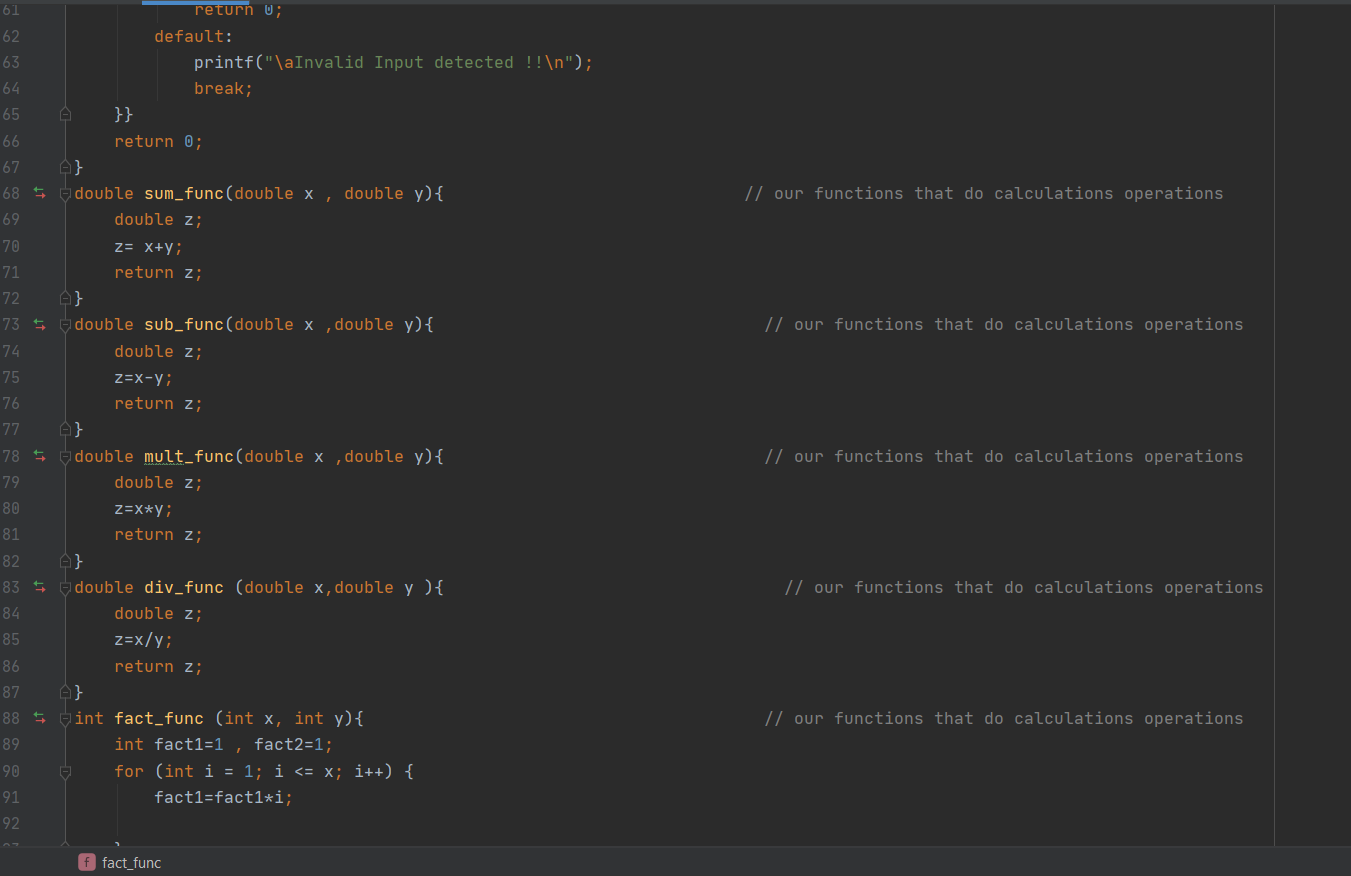 61 return 0;
62 default:
63 printf("\aInvalid Input detected !!\n");
64 break;
65 }}
66 return 0;
67 }
68 double sum_func(double x , double y){ // our functions that do calculations operations
69 double z;
70 z= x+y;
71 return z;
72 }
73 double sub_func(double x ,double y){ // our functions that do calculations operations
74 double z;
75 z=x-y;
76 return z;
77 }
78 double mult_func(double x ,double y){ // our functions that do calculations operations
79 double z;
80 z=x*y;
81 return z;
82 }
83 double div_func (double x,double y ){ // our functions that do calculations operations
84 double z;
85 z=x/y;
86 return z;
87 }
88 int fact_func (int x, int y){ // our functions that do calculations operations
89 int fact1=1 , fact2=1;
90 for (int i = 1; i <= x; i++) {
91 fact1=fact1*i;
92
f fact_func